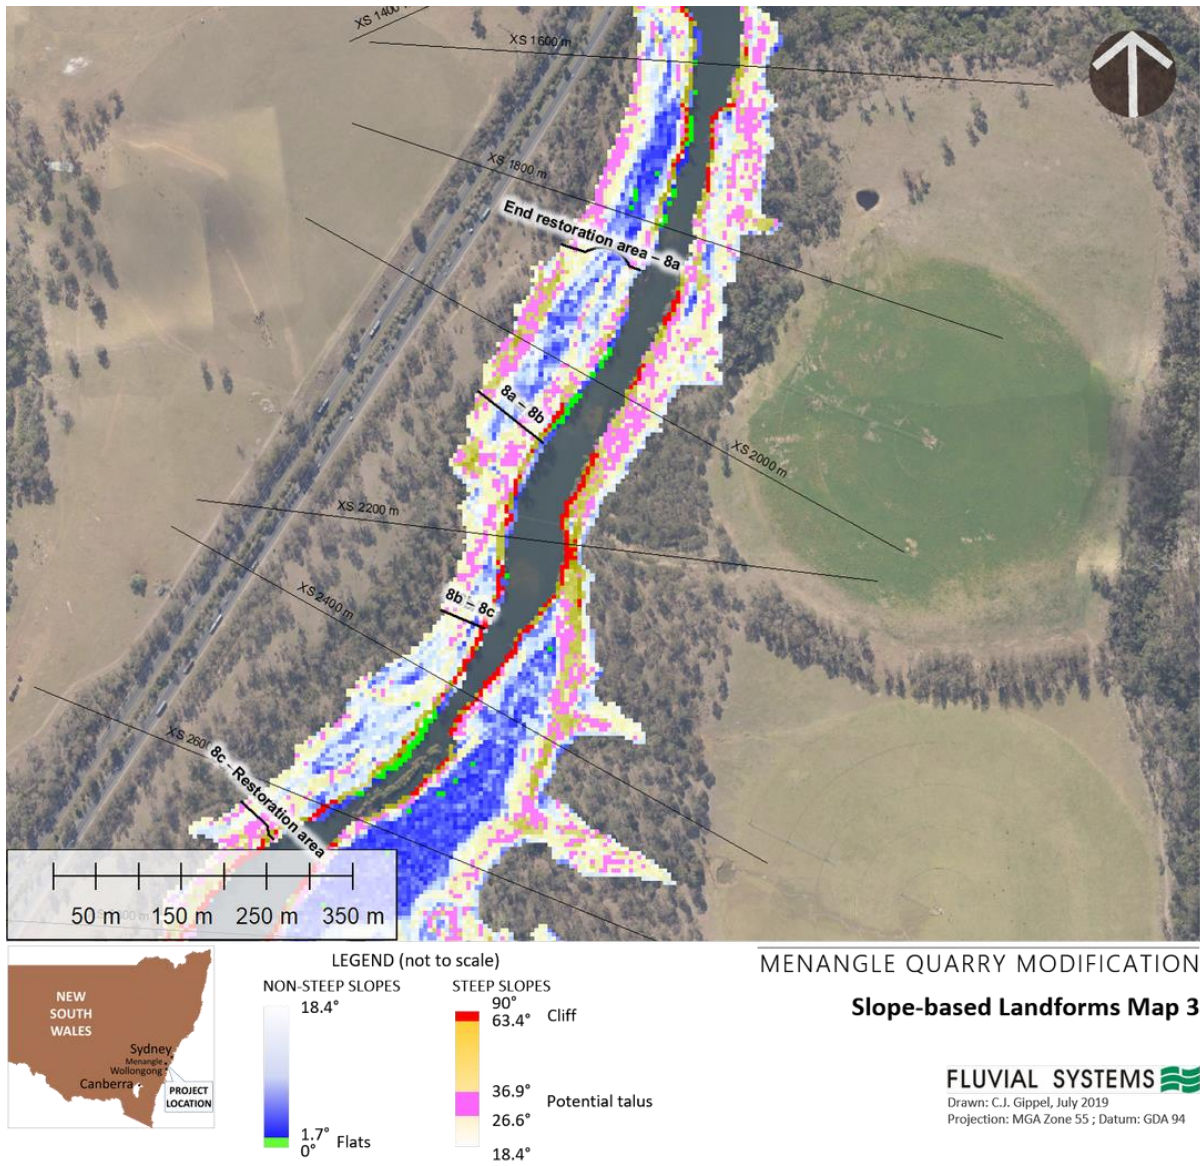 XS 1400
XS 1600 m
XS 1800 m
End restoration area – 8a
8a – 8b
XS 2000 m
XS 2200 m
8b – 8c
XS 2400 m
XS 260
8c – Restoration area
50 m 150 m 250 m 350 m
NEW
SOUTH
WALES
Sydney
Menangle
Wollongong
Canberra
PROJECT
LOCATION
LEGEND (not to scale)
NON-STEEP SLOPES
18.4°
1.7°
0°
Flats
STEEP SLOPES
90°
63.4°
Cliff
36.9°
Potential talus
26.6°
18.4°
MENANGLE QUARRY MODIFICATION
Slope-based Landforms Map 3
FLUVIAL SYSTEMS
Drawn: C.J. Gippel, July 2019
Projection: MGA Zone 55 ; Datum: GDA 94